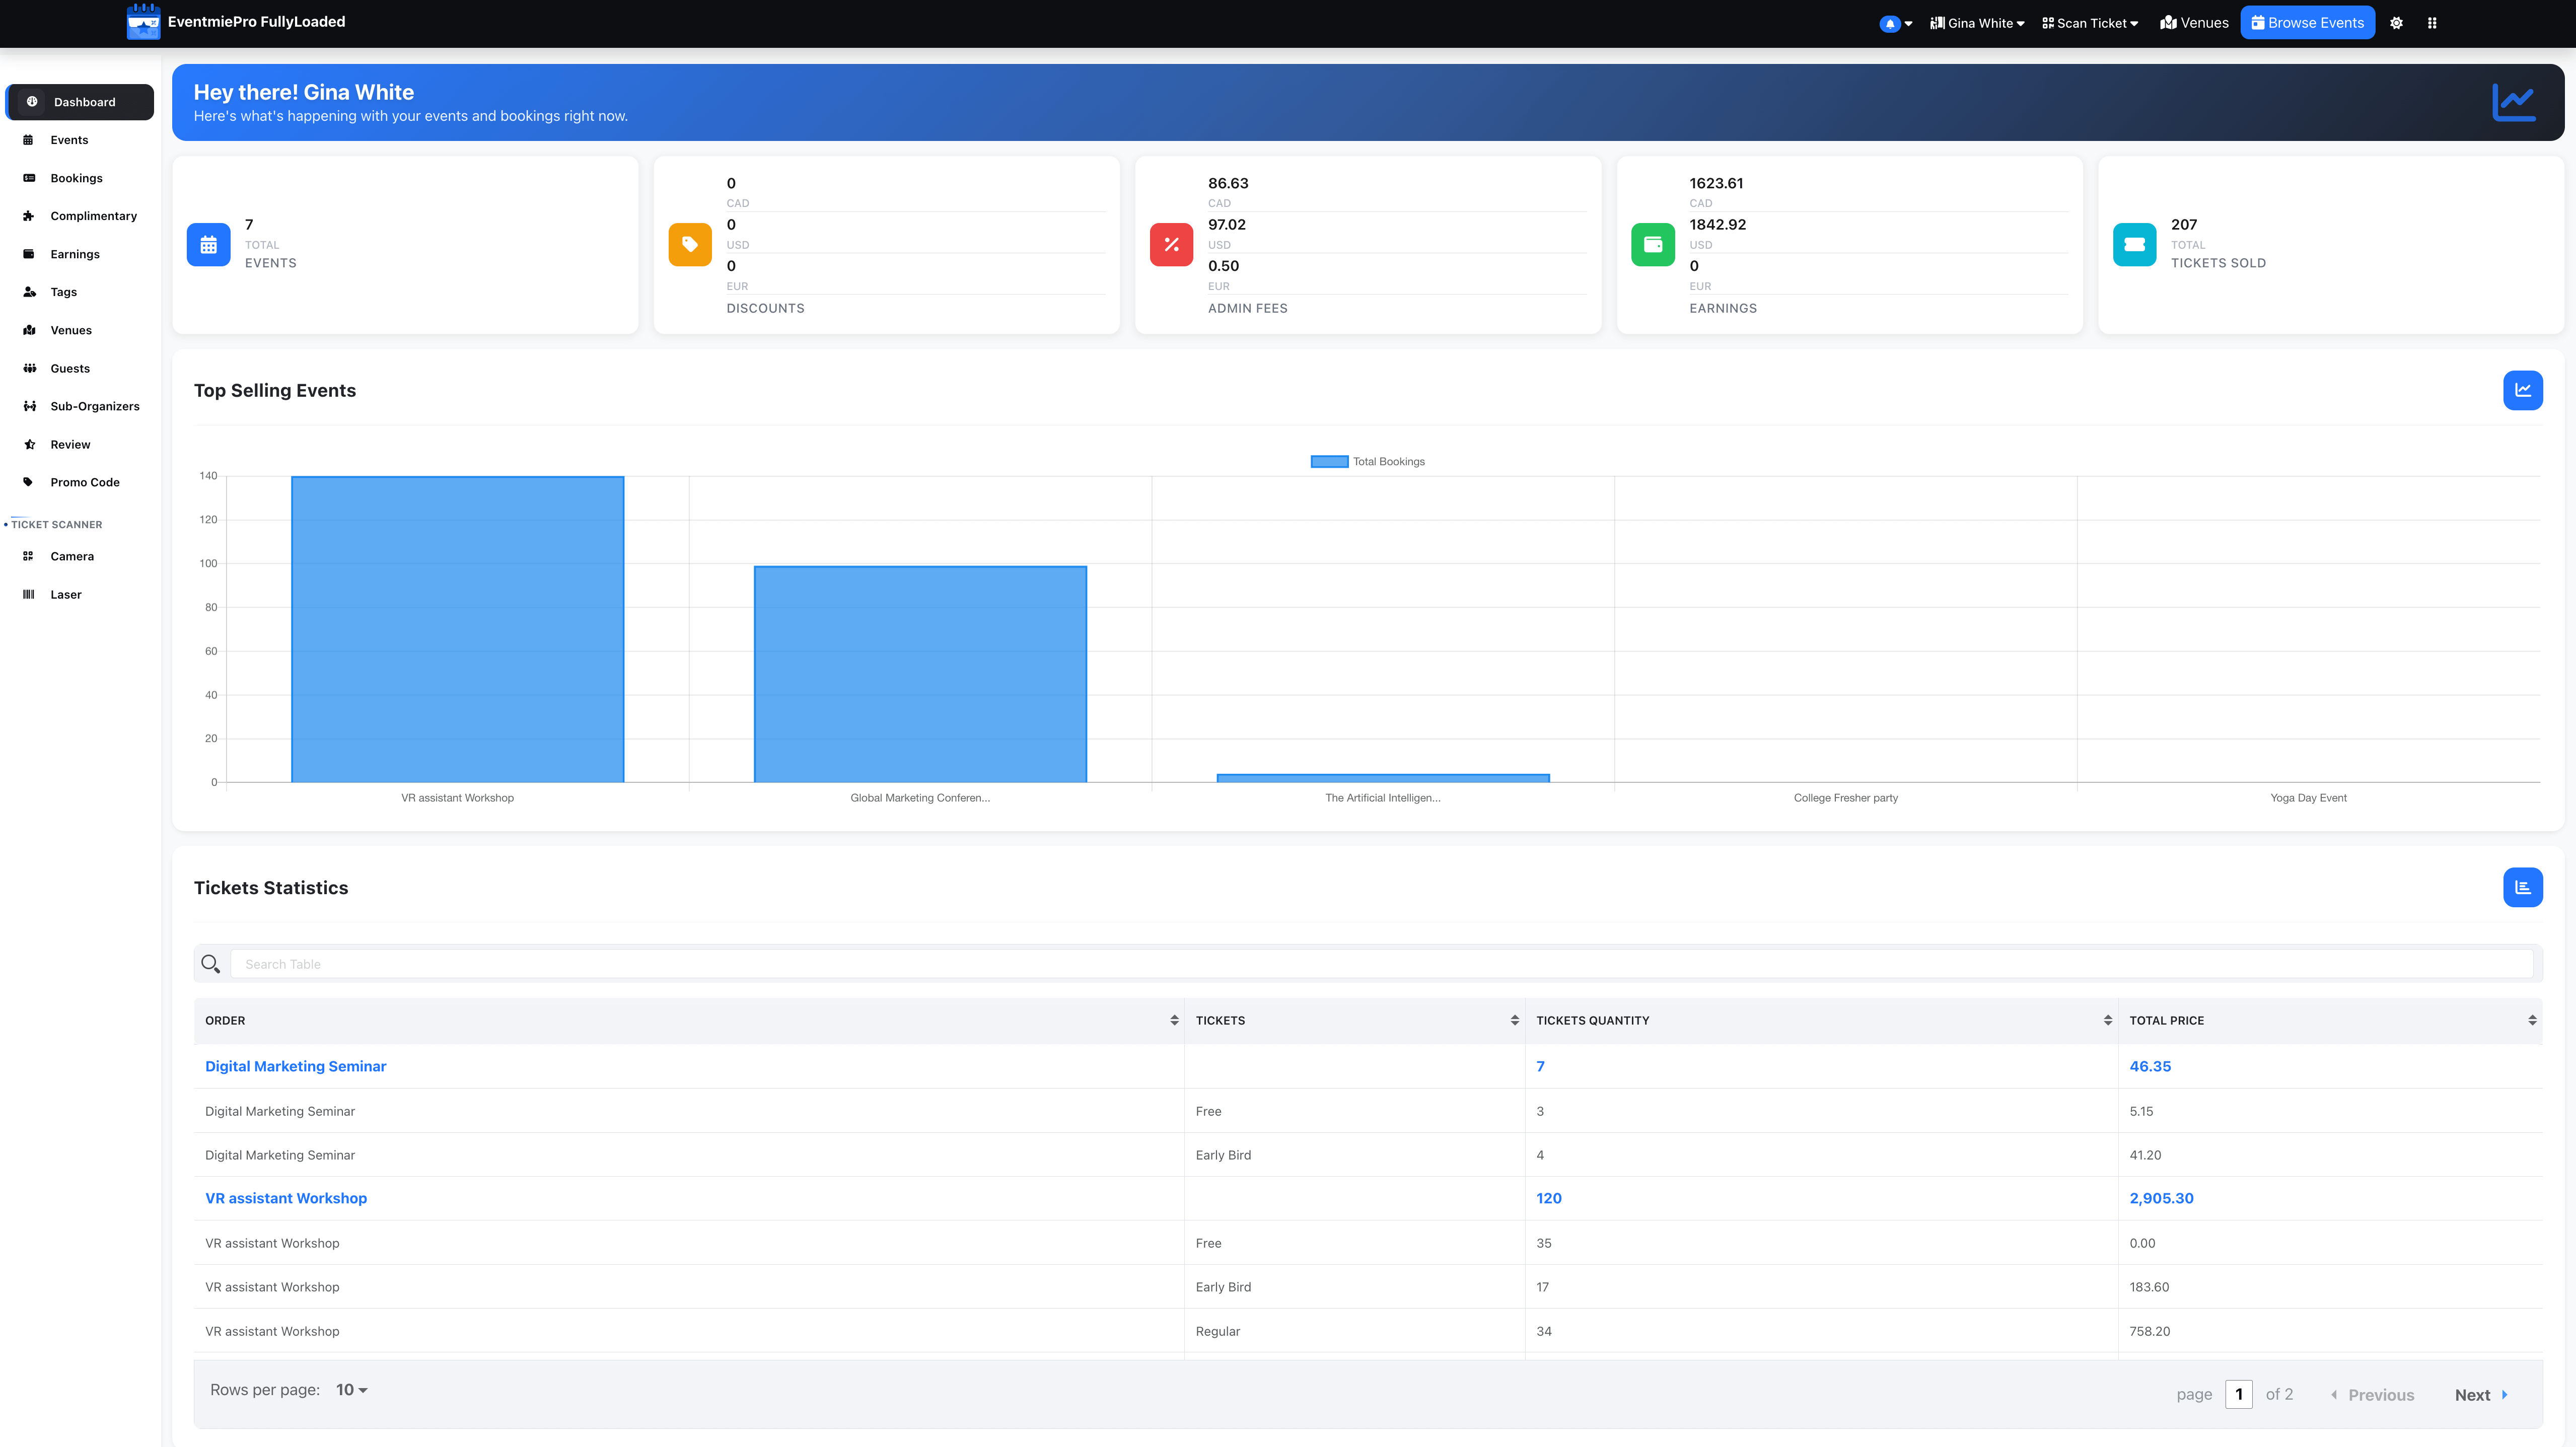 EventmiePro FullyLoaded
Gina White
Scan Ticket
Venues
Browse Events
Dashboard
Events
Bookings
Complimentary
Earnings
Tags
Venues
Guests
Sub-Organizers
Review
Promo Code
TICKET SCANNER
Camera
Laser
Hey there! Gina White
Here's what's happening with your events and bookings right now.
7
TOTAL
EVENTS
0
CAD
0
USD
0
EUR
DISCOUNTS
86.63
CAD
97.02
USD
0.50
EUR
ADMIN FEES
1623.61
CAD
1842.92
USD
0
EUR
EARNINGS
207
TOTAL
TICKETS SOLD
Top Selling Events
Total Bookings
140
120
100
80
60
40
20
0
VR assistant Workshop
Global Marketing Conferen...
The Artificial Intelligen...
College Fresher party
Yoga Day Event
Tickets Statistics
Search Table
ORDER TICKETS TICKETS QUANTITY TOTAL PRICE
Digital Marketing Seminar 7 46.35
Digital Marketing Seminar Free 3 5.15
Digital Marketing Seminar Early Bird 4 41.20
VR assistant Workshop 120 2,905.30
VR assistant Workshop Free 35 0.00
VR assistant Workshop Early Bird 17 183.60
VR assistant Workshop Regular 34 758.20
Rows per page: 10
page 1 of 2 Previous Next